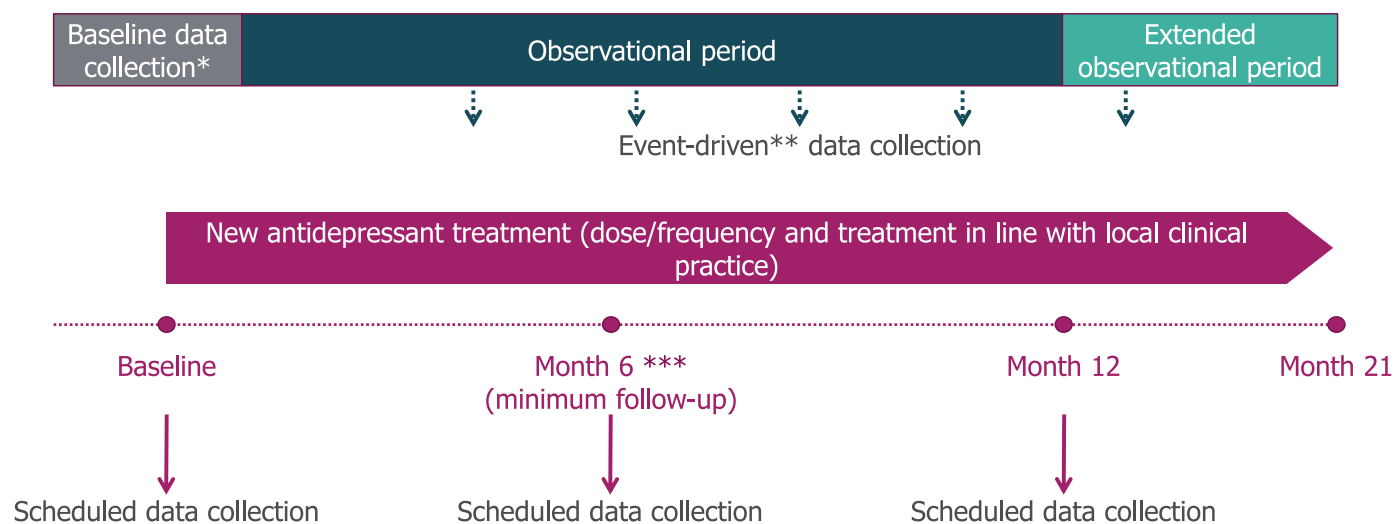 Baseline data
collection*
Observational period
Extended
observational period
Event-driven** data collection
New antidepressant treatment (dose/frequency and treatment in line with local clinical
practice)
Baseline
Month 6 ***
(minimum follow-up)
Month 12
Month 21
Scheduled data collection
Scheduled data collection
Scheduled data collection